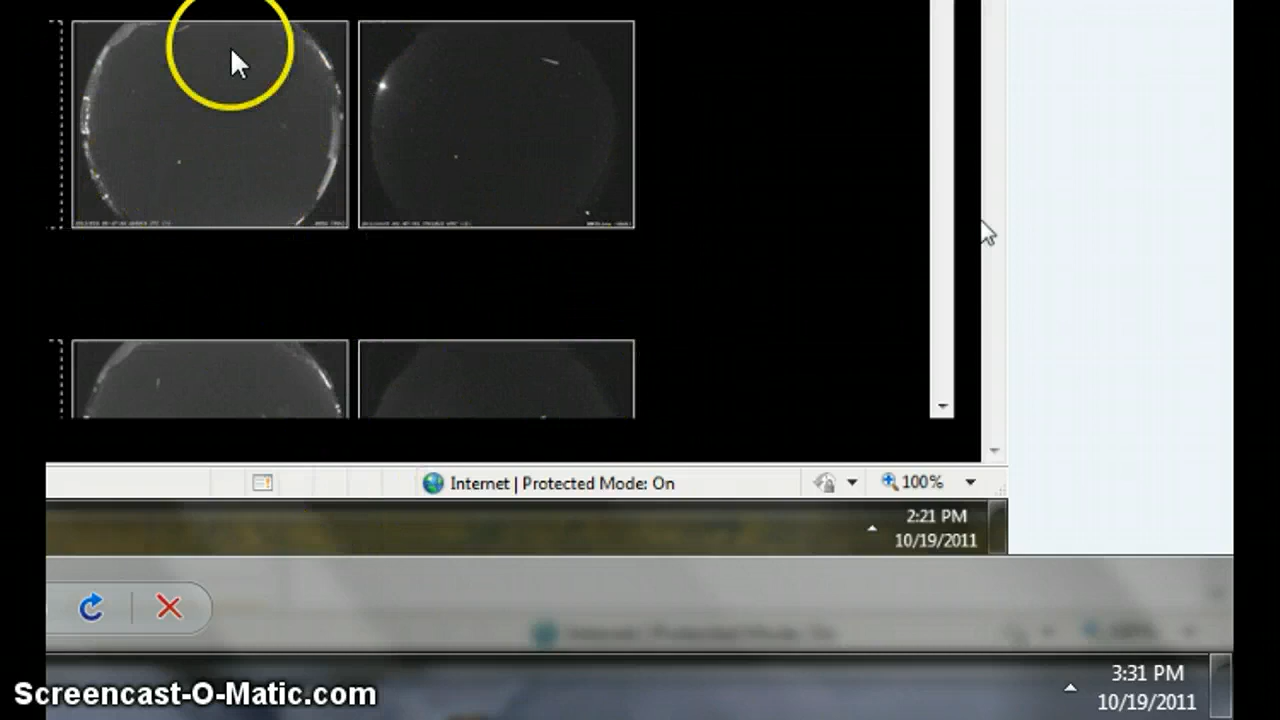 Internet | Protected Mode: On
100%
2:21 PM
10/19/2011
3:31 PM
10/19/2011
Screencast-O-Matic.com